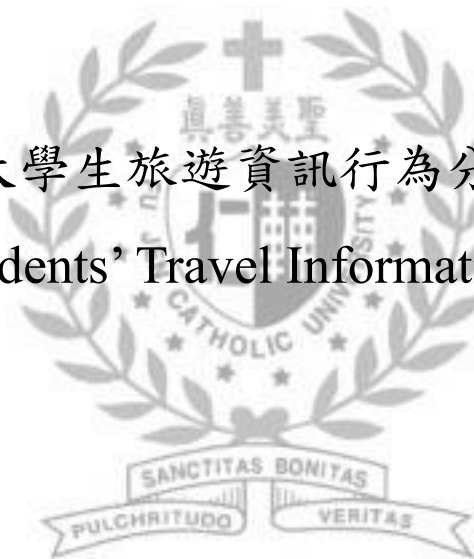 真善美聖
大學生旅遊資訊行為分
dents’ Travel Informat
CATHOLIC UNIVERSITY
SANCTITAS BONITAS
PULCHRITUDO VERITAS